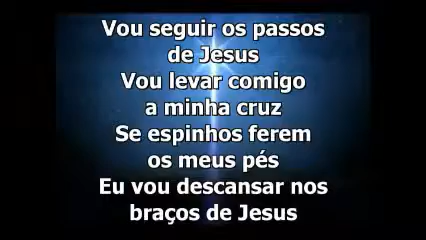 Vou seguir os passos
de Jesus
Vou levar comigo
a minha cruz
Se espinhos ferem
os meus pés
Eu vou descansar nos
braços de Jesus